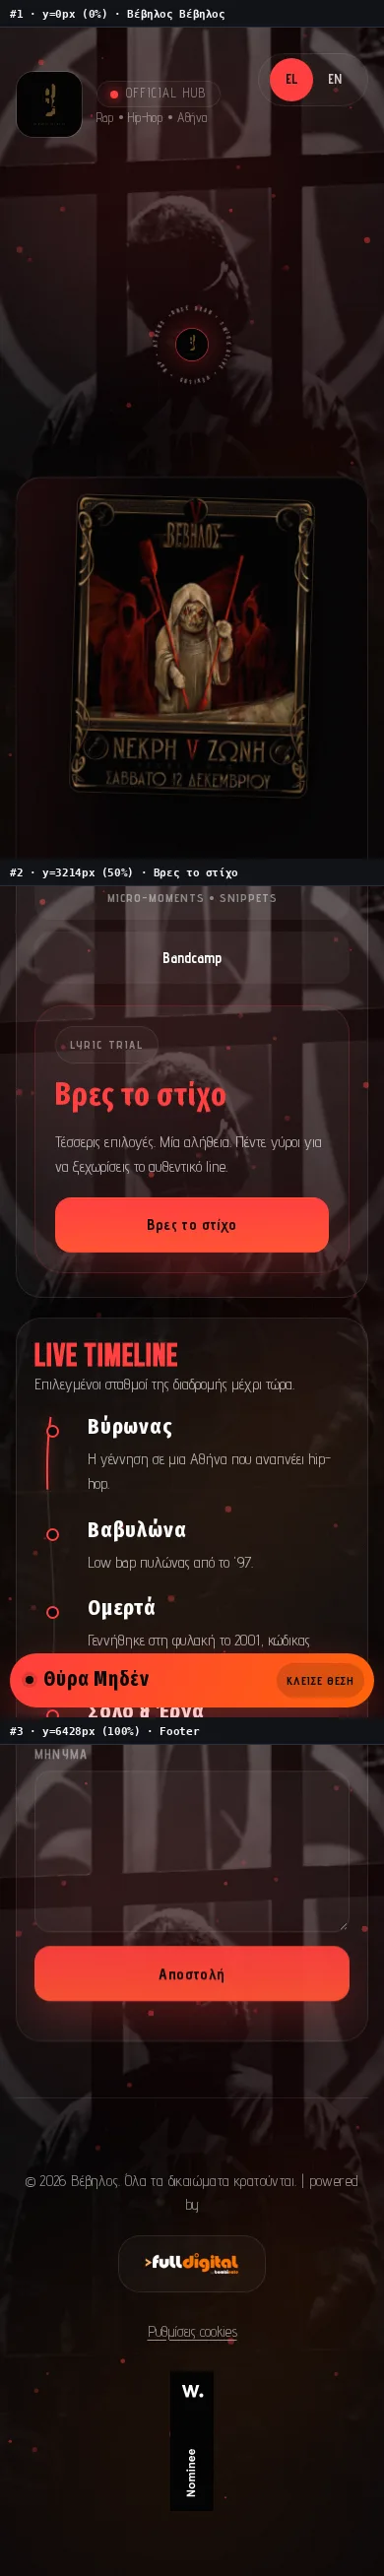 #1 · y=0px (0%) · Βέβηλος Βέβηλος
EL
EN
OFFICIAL HUB
Rap • Hip-hop • Αθήνα
ΒΕΒΗΛΟΣ
ΝΕΚΡΗ V ΖΩΝΗ
ΣΑΒΒΑΤΟ 12 ΔΕΚΕΜΒΡΙΟΥ
#2 · y=3214px (50%) · Βρες το στίχο
MICRO-MOMENTS • SNIPPETS
Bandcamp
LYRIC TRIAL
Βρες το στίχο
Τέσσερις επιλογές. Μία αλήθεια. Πέντε γύροι για
να ξεχωρίσεις το αυθεντικό line.
Βρες το στίχο
LIVE TIMELINE
Επιλεγμένοι σταθμοί της διαδρομής μέχρι τώρα.
Βύρωνας
Η γέννηση σε μια Αθήνα που αναπνέει hip-
hop.
Βαβυλώνα
Low bap πυλώνας από το '97.
Ομερτά
Γεννήθηκε στη φυλακή το 2001, κώδικας
Θύρα Μηδέν
ΚΛΕΙΣΕ ΘΕΣΗ
Σόλο & Έργα
#3 · y=6428px (100%) · Footer
ΜΗΝΥΜΑ
Αποστολή
© 2026 Βέβηλος. Όλα τα δικαιώματα κρατούνται. | powered
by
>fulldigital
Ρυθμίσεις cookies
W.
Nominee